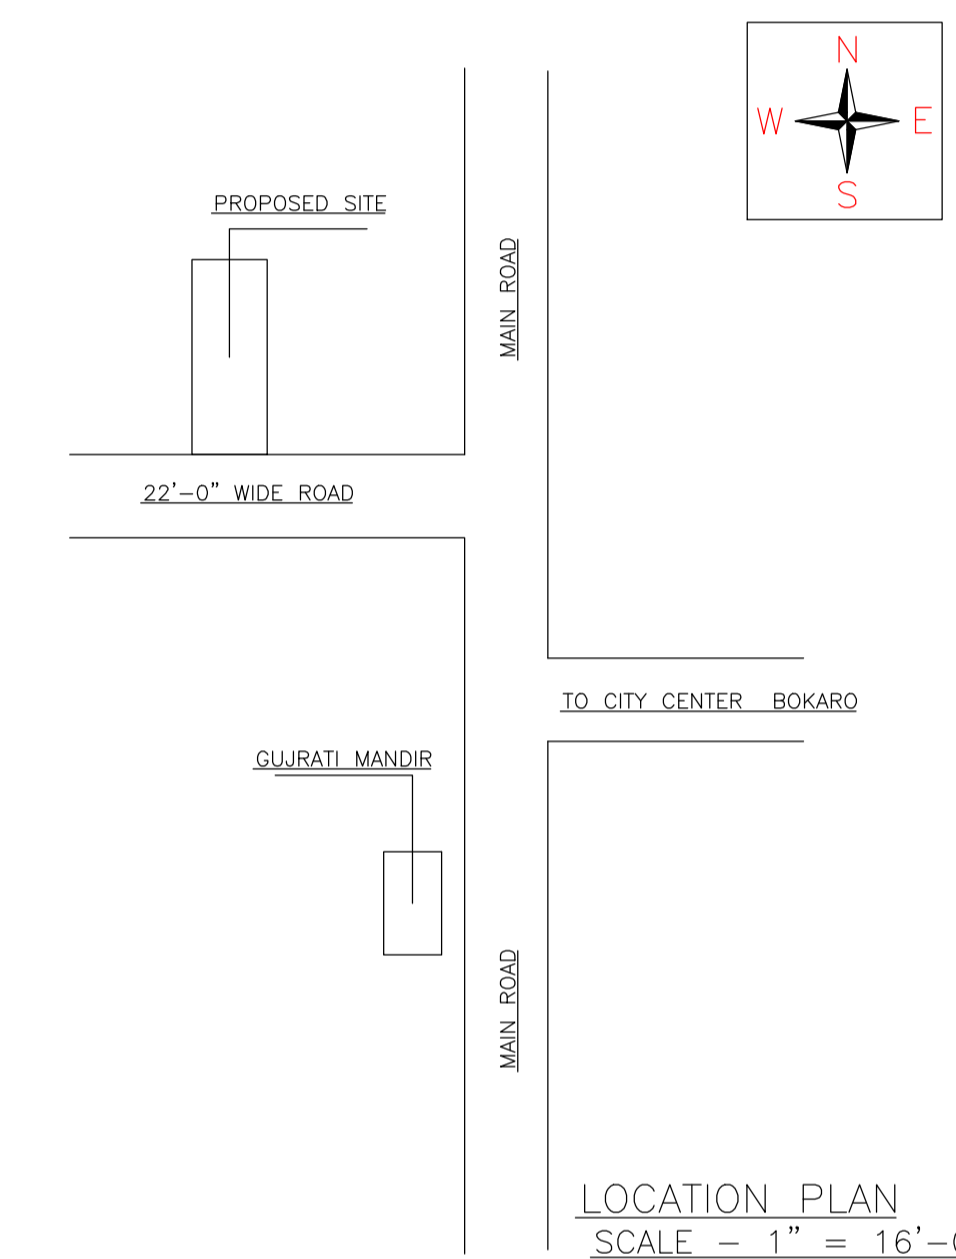 N
W E
S
PROPOSED SITE
MAIN ROAD
22'-0" WIDE ROAD
TO CITY CENTER BOKARO
GUJRATI MANDIR
MAIN ROAD
LOCATION PLAN
SCALE - 1" = 16'-